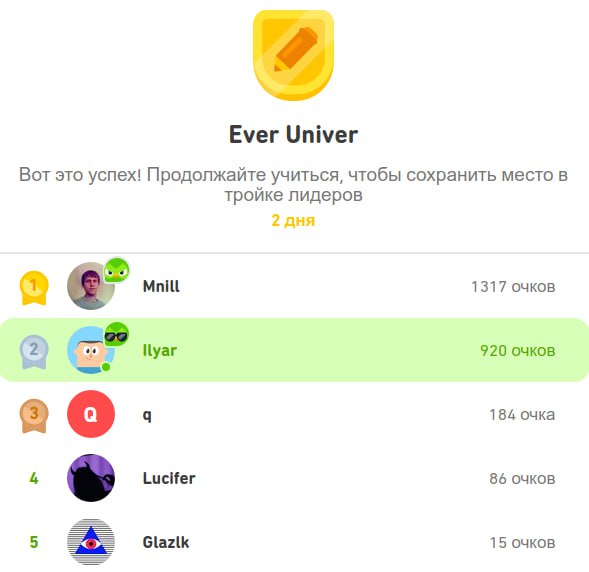 Ever Univer
Вот это успех! Продолжайте учиться, чтобы сохранить место в
тройке лидеров
2 дня
1 Mnill 1317 очков
2 Ilyar 920 очков
3 Q q 184 очка
4 Lucifer 86 очков
5 Glazlk 15 очков